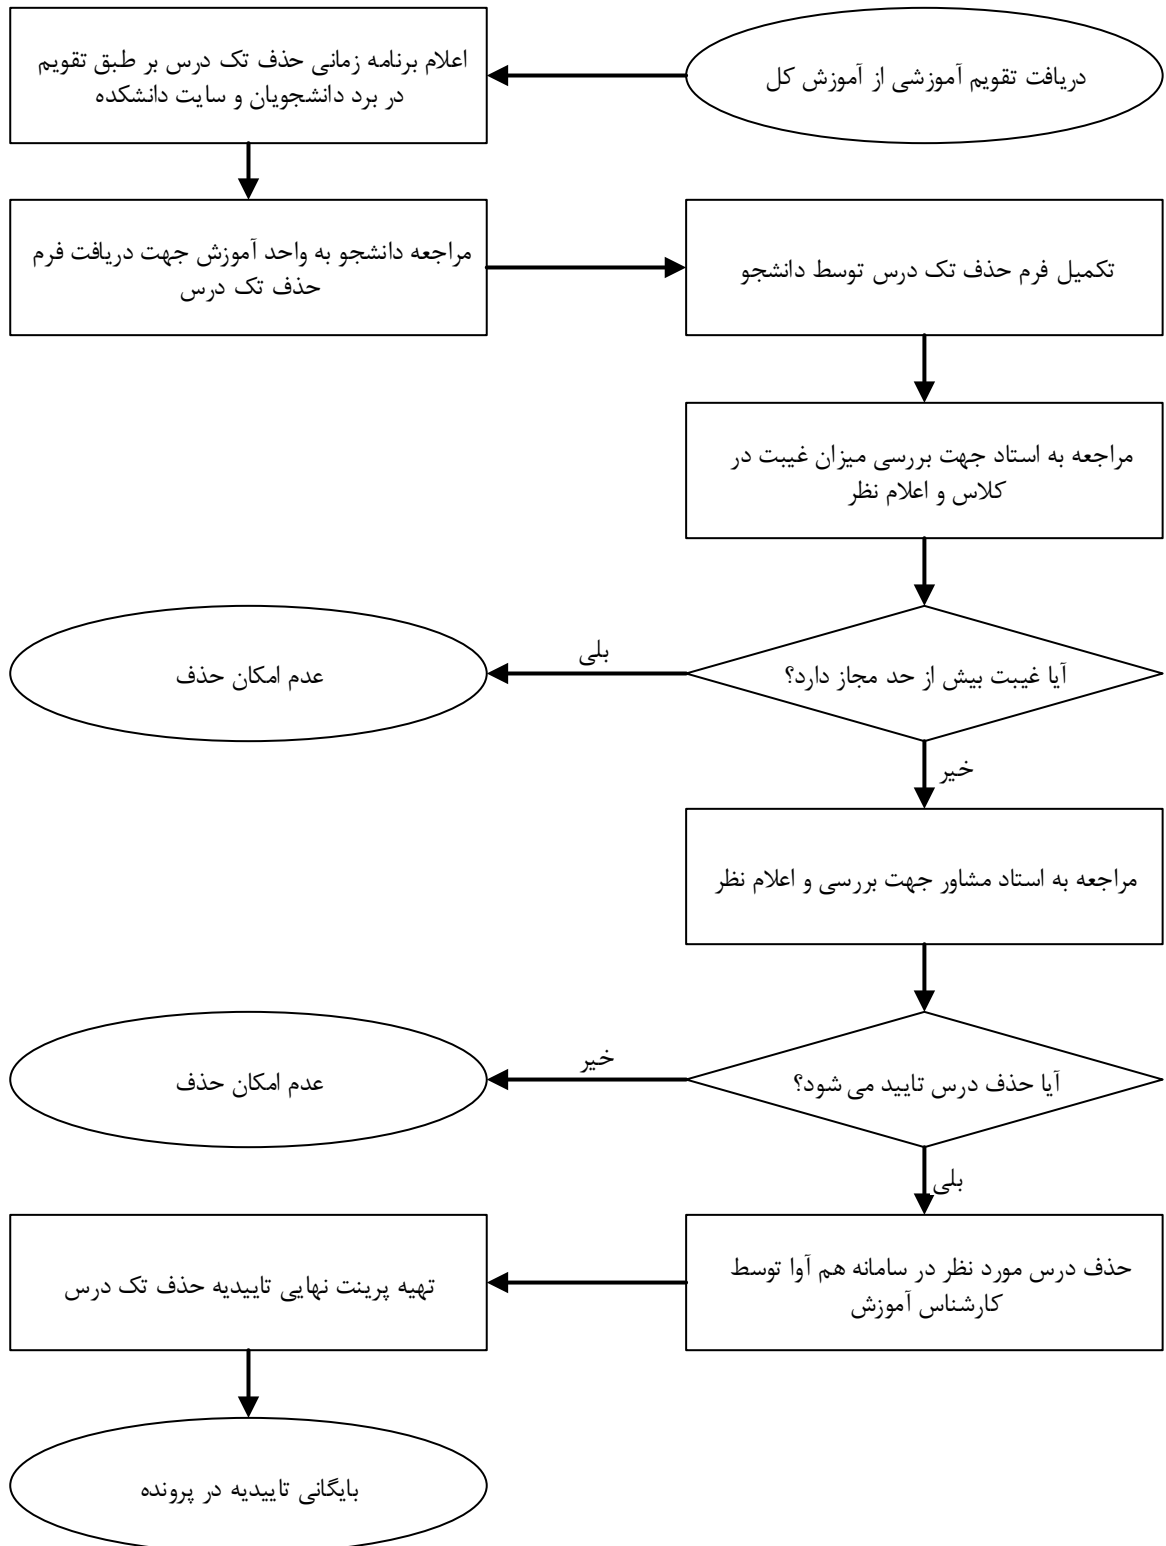 دریافت تقویم آموزشی از آموزش کل
اعلام برنامه زمانی حذف تک درس بر طبق تقویم
در برد دانشجویان و سایت دانشکده
مراجعه دانشجو به واحد آموزش جهت دریافت فرم
حذف تک درس
تکمیل فرم حذف تک درس توسط دانشجو
مراجعه به استاد جهت بررسی میزان غیبت در
کلاس و اعلام نظر
آیا غیبت بیش از حد مجاز دارد؟
بلی
عدم امکان حذف
خیر
مراجعه به استاد مشاور جهت بررسی و اعلام نظر
آیا حذف درس تایید می شود؟
خیر
عدم امکان حذف
بلی
حذف درس مورد نظر در سامانه هم آوا توسط
کارشناس آموزش
تهیه پرینت نهایی تاییدیه حذف تک درس
بایگانی تاییدیه در پرونده